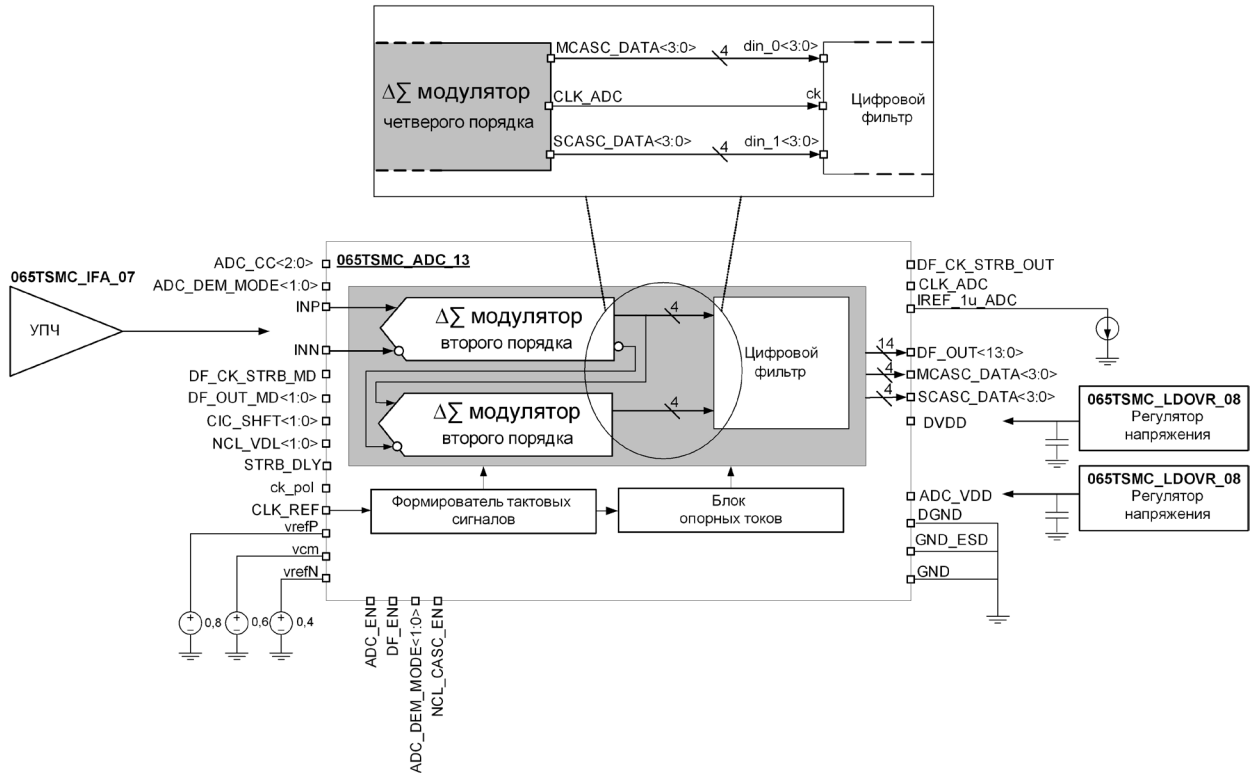 MCASC_DATA<3:0>
4
din_0<3:0>
ΔΣ модулятор
четверого порядка
CLK_ADC
ck
Цифровой
фильтр
SCASC_DATA<3:0>
4
din_1<3:0>
065TSMC_IFA_07
УПЧ
065TSMC_ADC_13
ADC_CC<2:0>
ADC_DEM_MODE<1:0>
INP
INN
DF_CK_STRB_MD
DF_OUT_MD<1:0>
CIC_SHFT<1:0>
NCL_VDL<1:0>
STRB_DLY
ck_pol
CLK_REF
vrefP
vcm
vrefN
0,8
0,6
0,4
ΔΣ модулятор
второго порядка
4
ΔΣ модулятор
второго порядка
4
Цифровой
фильтр
Формирователь тактовых
сигналов
Блок
опорных токов
ADC_EN
DF_EN
ADC_DEM_MODE<1:0>
NCL_CASC_EN
DF_CK_STRB_OUT
CLK_ADC
IREF_1u_ADC
14
DF_OUT<13:0>
4
MCASC_DATA<3:0>
4
SCASC_DATA<3:0>
DVDD
065TSMC_LDOVR_08
Регулятор
напряжения
ADC_VDD
065TSMC_LDOVR_08
Регулятор
напряжения
DGND
GND_ESD
GND